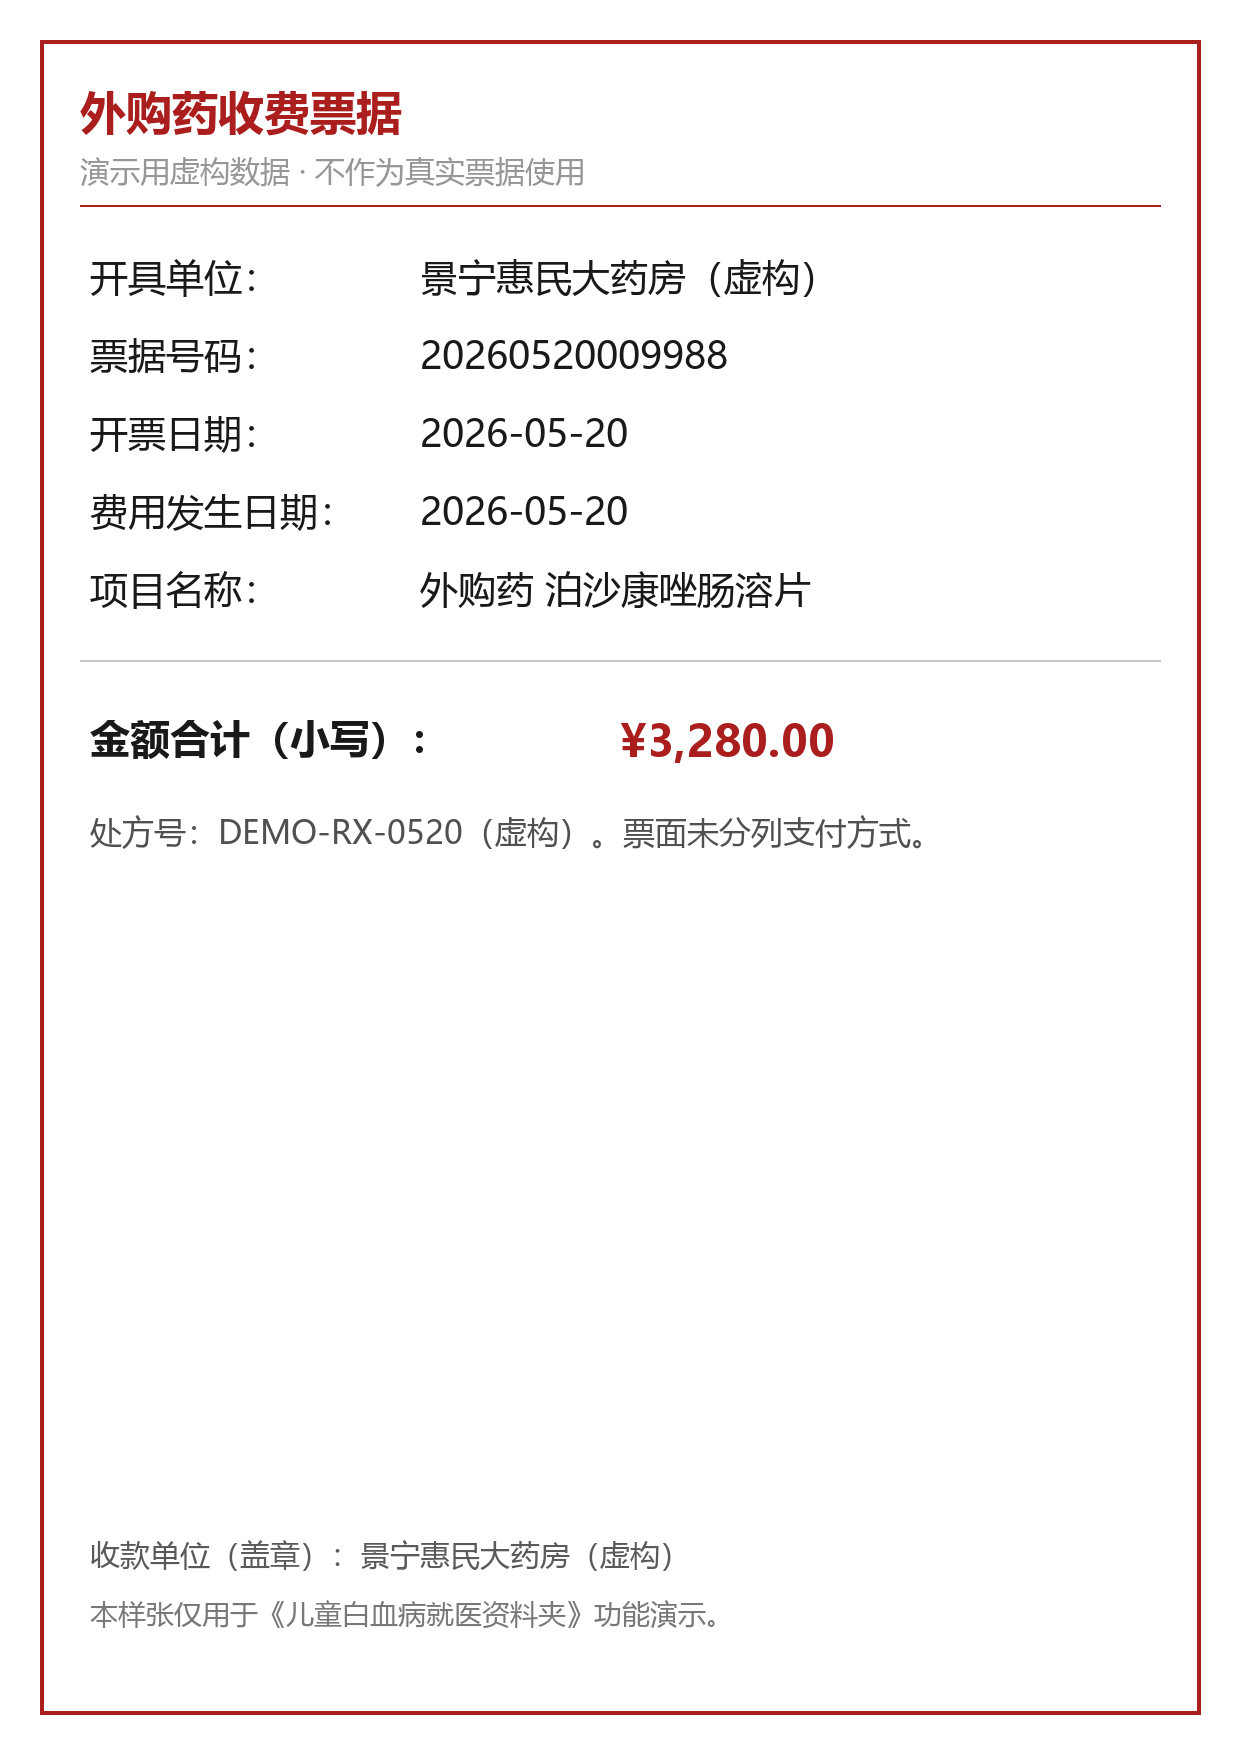 外购药收费票据
演示用虚构数据 · 不作为真实票据使用
开具单位： 景宁惠民大药房（虚构）
票据号码： 20260520009988
开票日期： 2026-05-20
费用发生日期： 2026-05-20
项目名称： 外购药 泊沙康唑肠溶片
金额合计（小写）： ¥3,280.00
处方号：DEMO-RX-0520（虚构）。票面未分列支付方式。
收款单位（盖章）：景宁惠民大药房（虚构）
本样张仅用于《儿童白血病就医资料夹》功能演示。